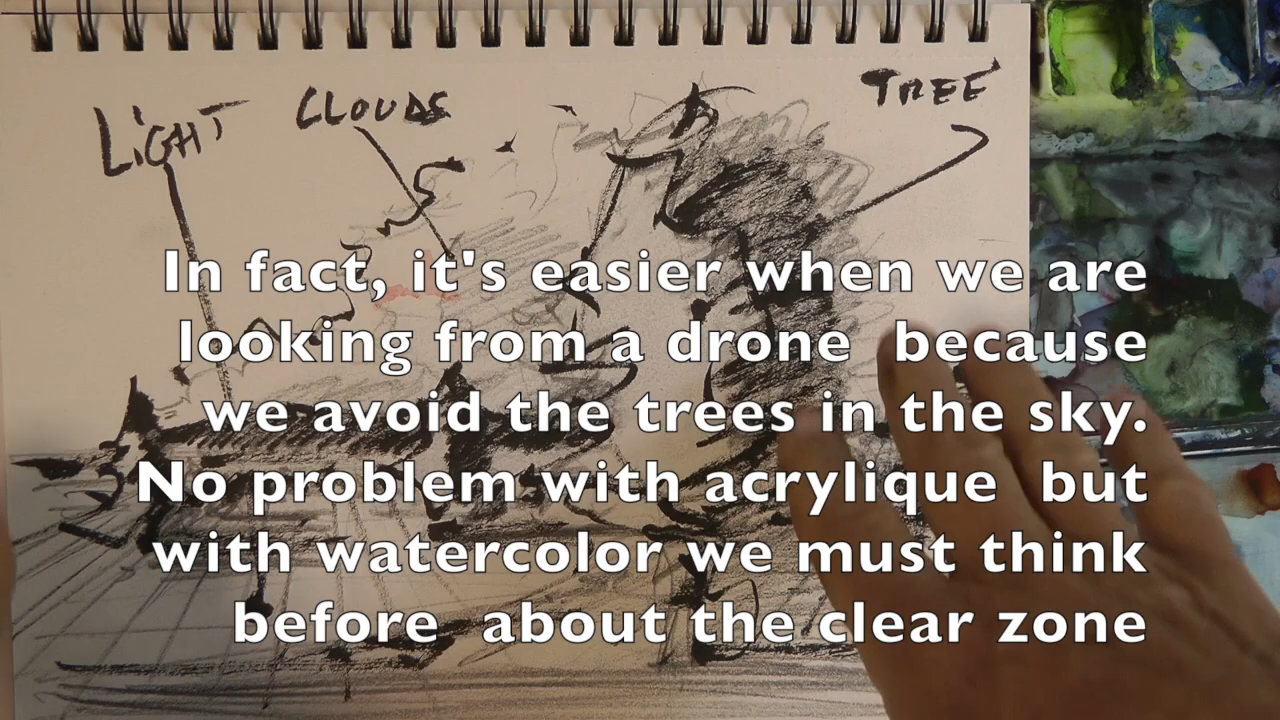 LIGHT
CLOUDS
TREE
In fact, it's easier when we are
looking from a drone because
we avoid the trees in the sky.
No problem with acrylique but
with watercolor we must think
before about the clear zone